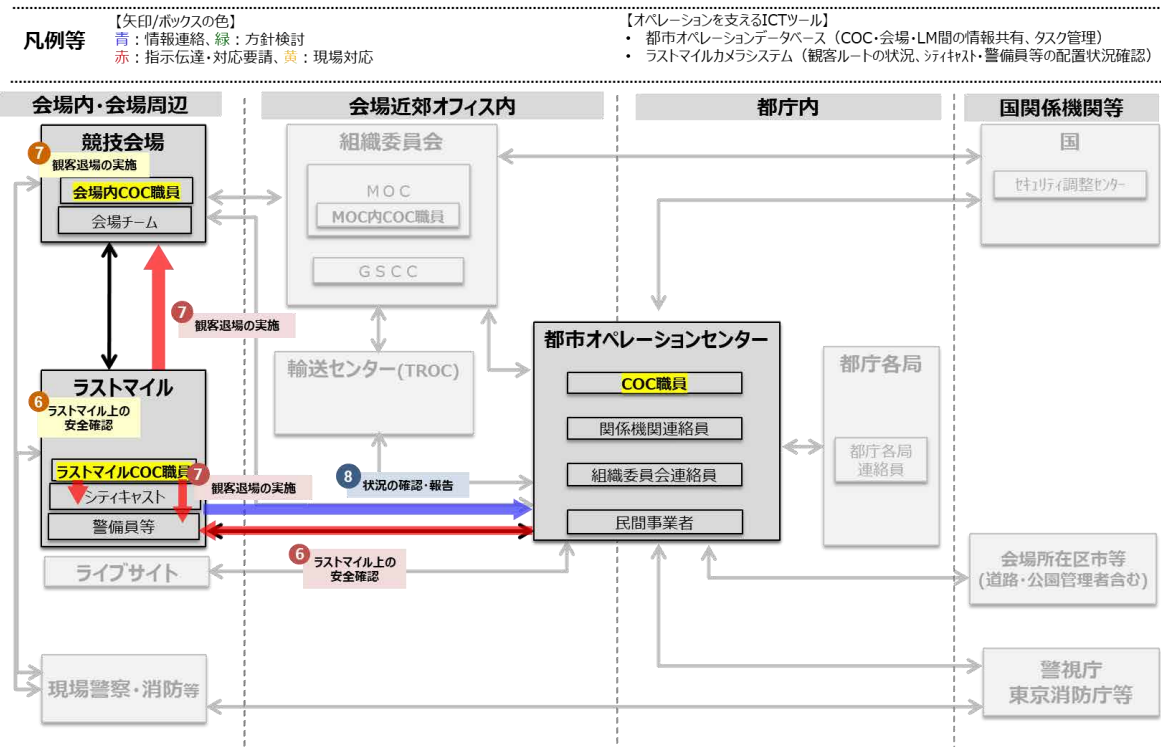 凡例等
【矢印/ボックスの色】
青：情報連絡、緑：方針検討
赤：指示伝達・対応要請、黄：現場対応
【オペレーションを支えるICTツール】
• 都市オペレーションデータベース（COC・会場・LM間の情報共有、タスク管理）
• ラストマイルカメラシステム（観客ルートの状況、ｼﾃｨｷｬｽﾄ・警備員等の配置状況確認）
会場内・会場周辺
会場近郊オフィス内
都庁内
国関係機関等
競技会場
7
観客退場の実施
会場内COC職員
会場チーム
組織委員会
MOC
MOC内COC職員
GSCC
国
ｾｷｭﾘﾃｨ調整ｾﾝﾀｰ
7
観客退場の実施
都市オペレーションセンター
COC職員
関係機関連絡員
組織委員会連絡員
民間事業者
輸送センター(TROC)
都庁各局
都庁各局
連絡員
ラストマイル
6
ラストマイル上の
安全確認
ラストマイルCOC職員
シティキャスト
警備員等
7
観客退場の実施
8
状況の確認・報告
6
ラストマイル上の
安全確認
ライブサイト
会場所在区市等
(道路・公園管理者含む)
現場警察・消防等
警視庁
東京消防庁等